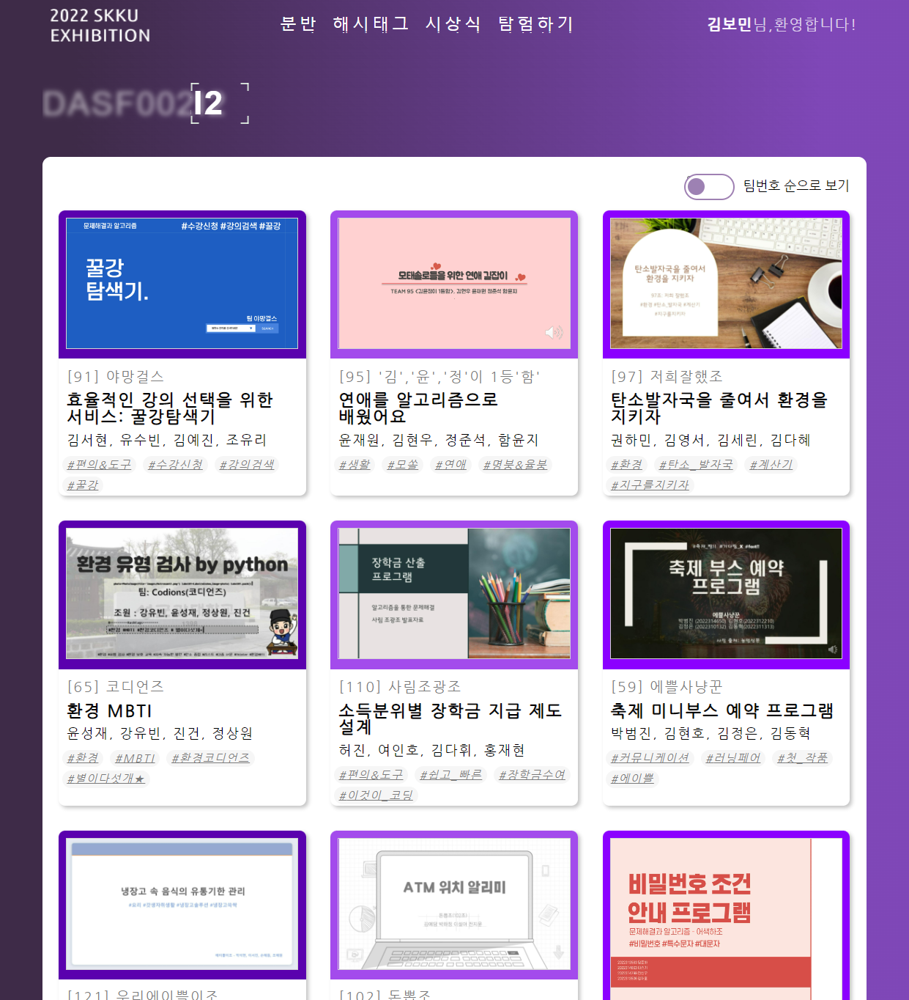 2022 SKKU
EXHIBITION
분반 해시태그 시상식 탐험하기
김보민님,환영합니다!
DASF002
I2
팀번호 순으로 보기
문제해결과 알고리즘 #수강신청 #강의검색 #꿀강
꿀강
탐색기.
팀 야망걸스
[91] 야망걸스
효율적인 강의 선택을 위한
서비스: 꿀강탐색기
김서현, 유수빈, 김예진, 조유리
#편의&도구 #수강신청 #강의검색
#꿀강
모태솔로들을 위한 연애 길잡이
TEAM 95 <김윤정이 1등함>, 김현우 윤재원 정준석 함윤지
[95] '김','윤','정'이 1등'함'
연애를 알고리즘으로
배웠어요
윤재원, 김현우, 정준석, 함윤지
#생활 #모쏠 #연애 #명붕&율붕
탄소발자국을 줄여서
환경을 지키자
97조. 저희 잘했조
#환경 #탄소_발자국 #계산기
#지구를지키자
[97] 저희잘했조
탄소발자국을 줄여서 환경을
지키자
권하민, 김영서, 김세린, 김다혜
#환경 #탄소_발자국 #계산기
#지구를지키자
환경 유형 검사 by python
팀: Codions(코디언즈)
조원 : 강유빈, 윤성재, 정상원, 진건
#환경 #MBTI #환경코디언즈 # 별이다섯개★
[65] 코디언즈
환경 MBTI
윤성재, 강유빈, 진건, 정상원
#환경 #MBTI #환경코디언즈
#별이다섯개★
장학금 산출
프로그램
알고리즘을 통한 문제해결
사림 조광조 발표자료
[110] 사림조광조
소득분위별 장학금 지급 제도
설계
허진, 여인호, 김다휘, 홍재현
#편의&도구 #쉽고_빠른 #장학금수여
#이것이_코딩
축제 부스 예약
프로그램
에쁠사냥꾼
박범진 (2022314650) 김현호(2022312210)
김정은 (2022310132) 김동혁(2022311313)
[59] 에쁠사냥꾼
축제 미니부스 예약 프로그램
박범진, 김현호, 김정은, 김동혁
#커뮤니케이션 #러닝페어 #첫_작품
#에이쁠
냉장고 속 음식의 유통기한 관리
[121] 우리에이쁠이조
ATM 위치 알리미
[102] 돈뽑조
비밀번호 조건
안내 프로그램
문제해결과 알고리즘 - 어색하조
#비밀번호 #특수문자 #대문자